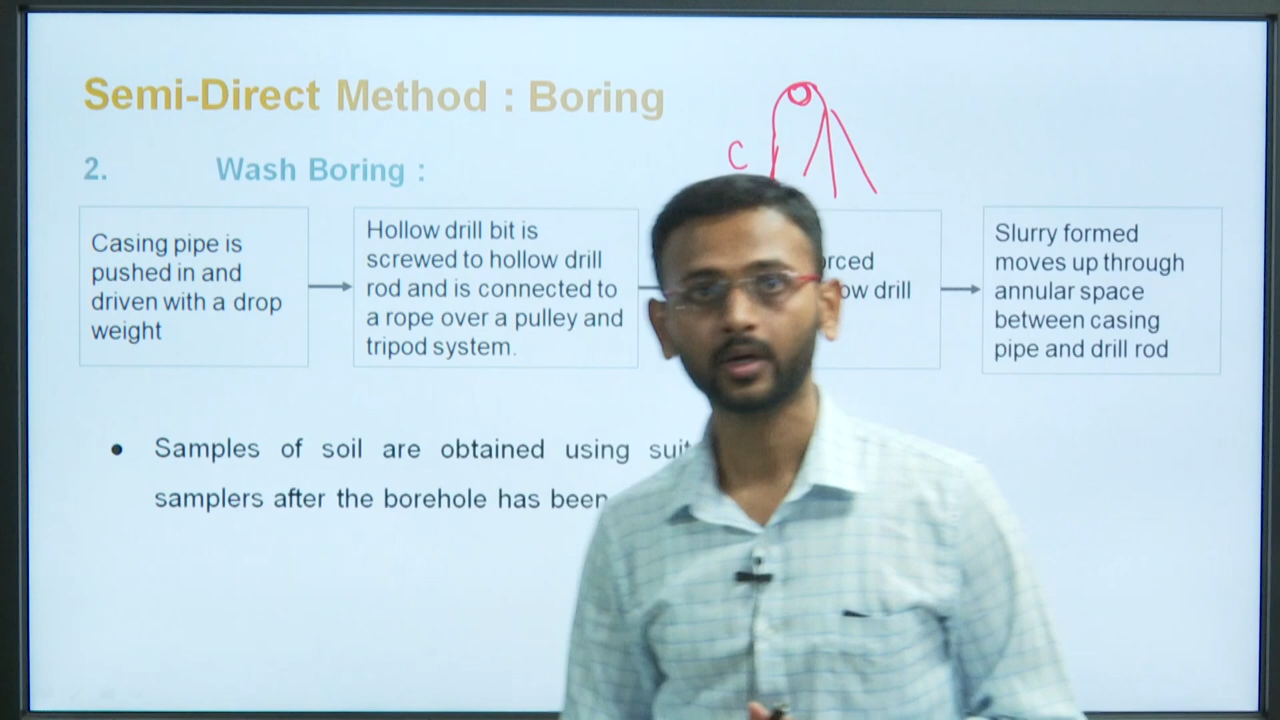 Semi-Direct Method : Boring
C
2. Wash Boring :
Casing pipe is
pushed in and
driven with a drop
weight
Hollow drill bit is
screwed to hollow drill
rod and is connected to
a rope over a pulley and
tripod system.
drill
Slurry formed
moves up through
annular space
between casing
pipe and drill rod
Samples of soil are obtained using
samplers after the borehole has been